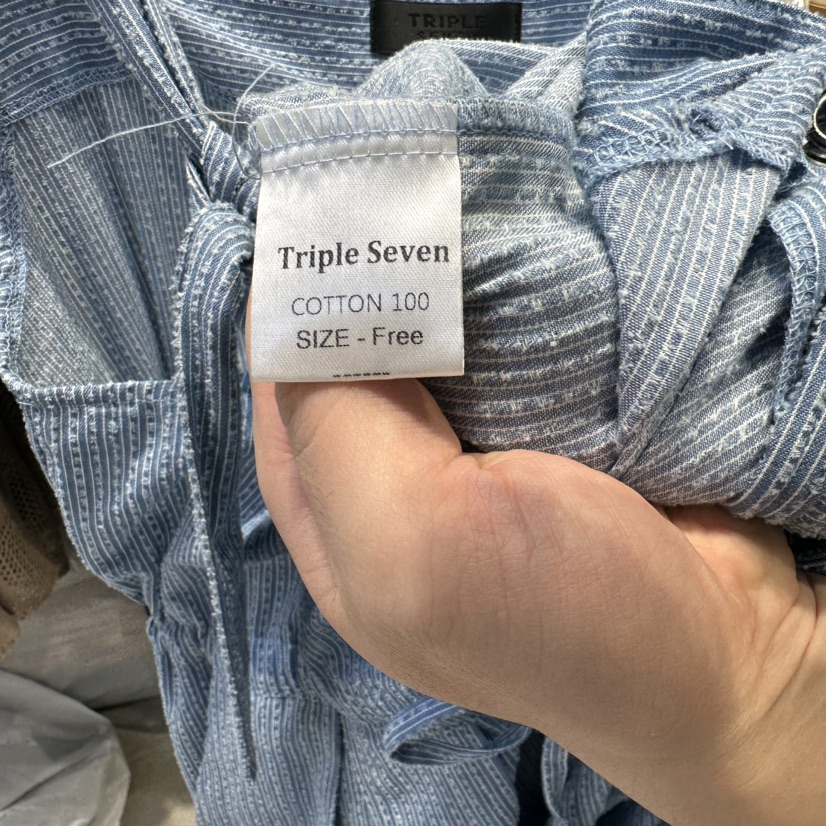 TRIPLE
Triple Seven
COTTON 100
SIZE - Free